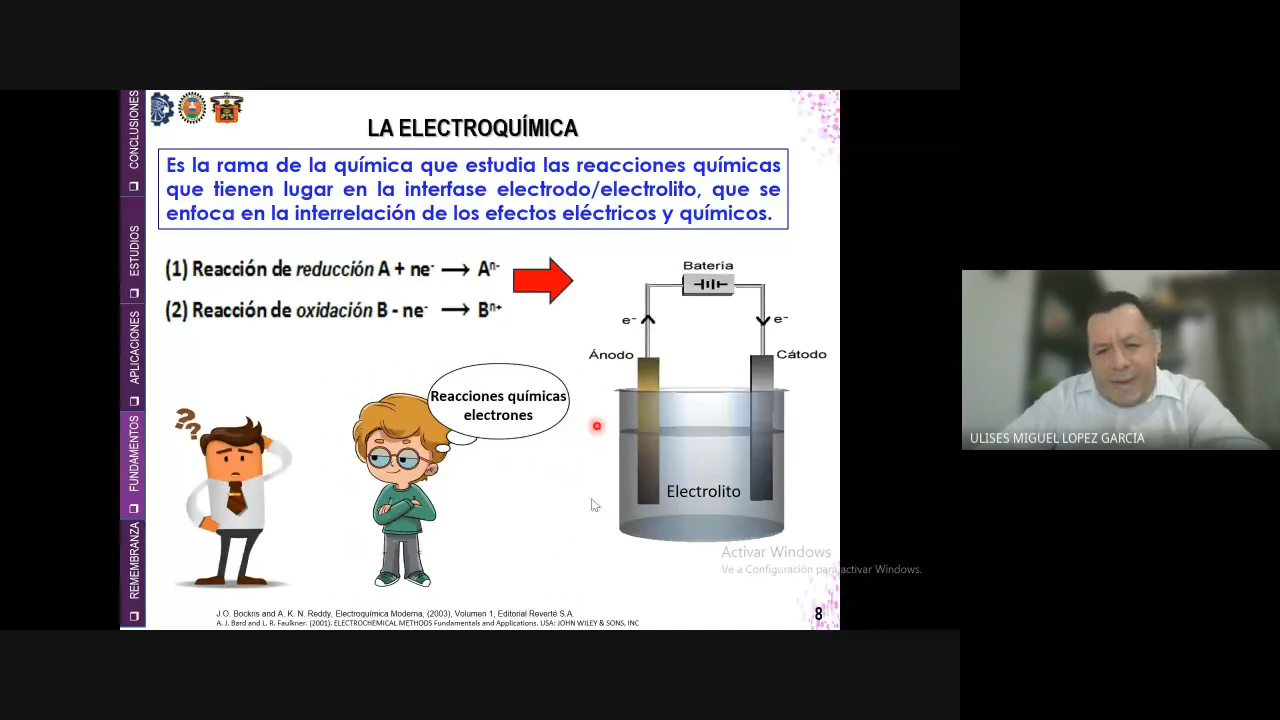 LA ELECTROQUÍMICA
Es la rama de la química que estudia las reacciones químicas
que tienen lugar en la interfase electrodo/electrolito, que se
enfoca en la interrelación de los efectos eléctricos y químicos.
(1) Reacción de reducción A + ne⁻ → Aⁿ⁻
(2) Reacción de oxidación B - ne⁻ → Bⁿ⁺
Reacciones químicas
electrones
??
Batería
e⁻
e⁻
Ánodo
Cátodo
Electrolito
CONCLUSIONES
ESTUDIOS
APLICACIONES
FUNDAMENTOS
REMEMBRANZA
J.O. Bockris and A. K. N. Reddy, Electroquímica Moderna, (2003), Volumen 1, Editorial Reverté S.A.
A. J. Bard and L. R. Faulkner. (2001). ELECTROCHEMICAL METHODS Fundamentals and Applications. USA: JOHN WILEY & SONS, INC
8
Activar Windows
Ve a Configuración para activar Windows.
ULISES MIGUEL LOPEZ GARCIA